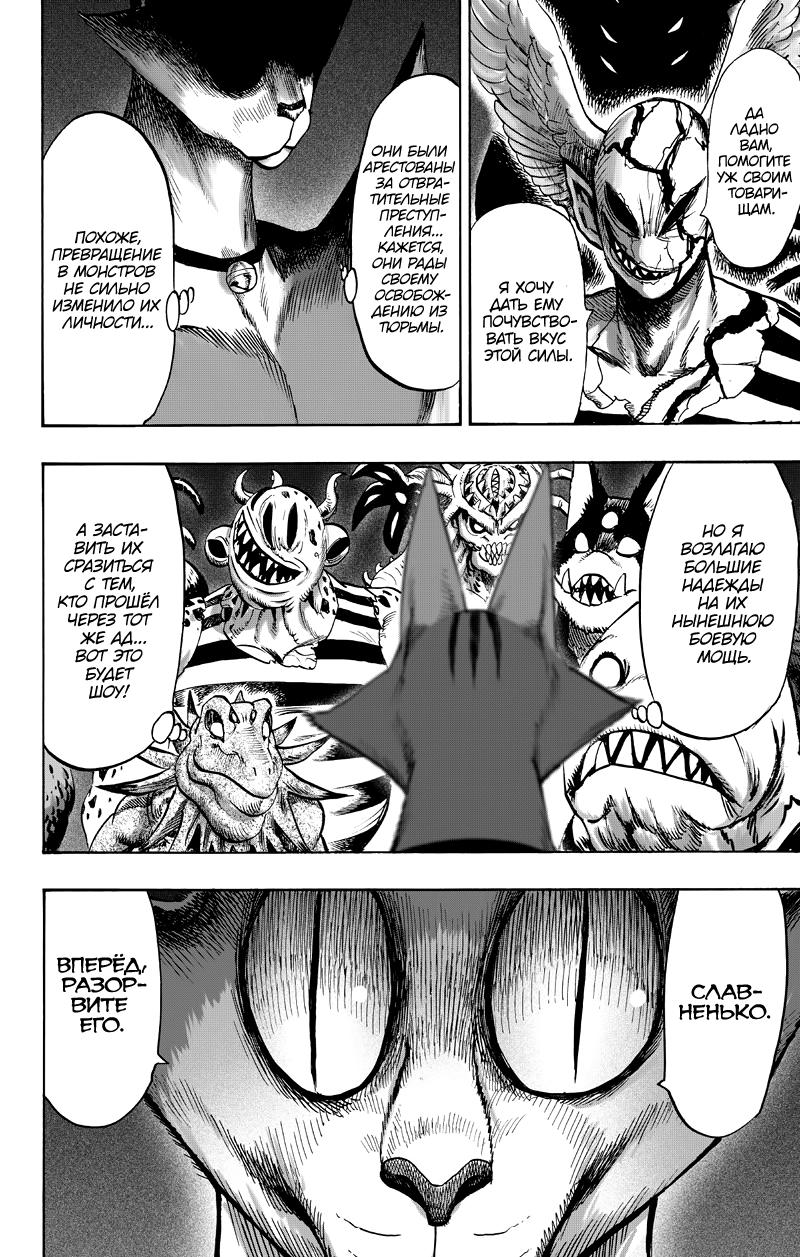 ДА
ЛАДНО
ВАМ,
ПОМОГИТЕ
УЖ СВОИМ
ТОВАРИ-
ЩАМ.
Я ХОЧУ
ДАТЬ ЕМУ
ПОЧУВСТВО-
ВАТЬ ВКУС
ЭТОЙ СИЛЫ.
ОНИ БЫЛИ
АРЕСТОВАНЫ
ЗА ОТВРА-
ТИТЕЛЬНЫЕ
ПРЕСТУП-
ЛЕНИЯ...
КАЖЕТСЯ,
ОНИ РАДЫ
СВОЕМУ
ОСВОБОЖ-
ДЕНИЮ ИЗ
ТЮРЬМЫ.
ПОХОЖЕ,
ПРЕВРАЩЕНИЕ
В МОНСТРОВ
НЕ СИЛЬНО
ИЗМЕНИЛО ИХ
ЛИЧНОСТИ...
НО Я
ВОЗЛАГАЮ
БОЛЬШИЕ
НАДЕЖДЫ
НА ИХ
НЫНЕШНЮЮ
БОЕВУЮ
МОЩЬ.
А ЗАСТА-
ВИТЬ ИХ
СРАЗИТЬСЯ
С ТЕМ,
КТО ПРОШЁЛ
ЧЕРЕЗ ТОТ
ЖЕ АД...
ВОТ ЭТО
БУДЕТ
ШОУ!
СЛАВ-
НЕНЬКО.
ВПЕРЁД,
РАЗОР-
ВИТЕ
ЕГО.